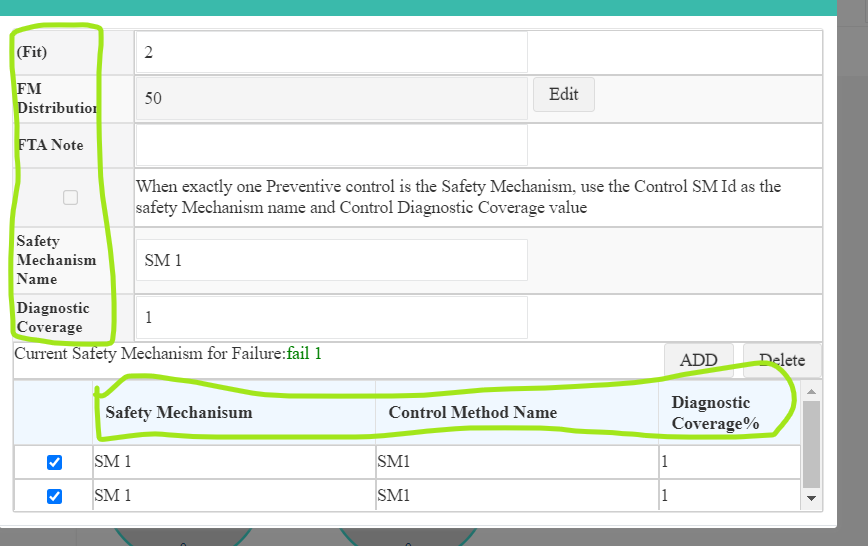 (Fit)
2
FM
Distribution
50
Edit
FTA Note
When exactly one Preventive control is the Safety Mechanism, use the Control SM Id as the
safety Mechanism name and Control Diagnostic Coverage value
Safety
Mechanism
Name
SM 1
Diagnostic
Coverage
1
Current Safety Mechanism for Failure:fail 1
ADD
Delete
Safety Mechanisum
Control Method Name
Diagnostic
Coverage%
SM 1
SM1
1
SM 1
SM1
1